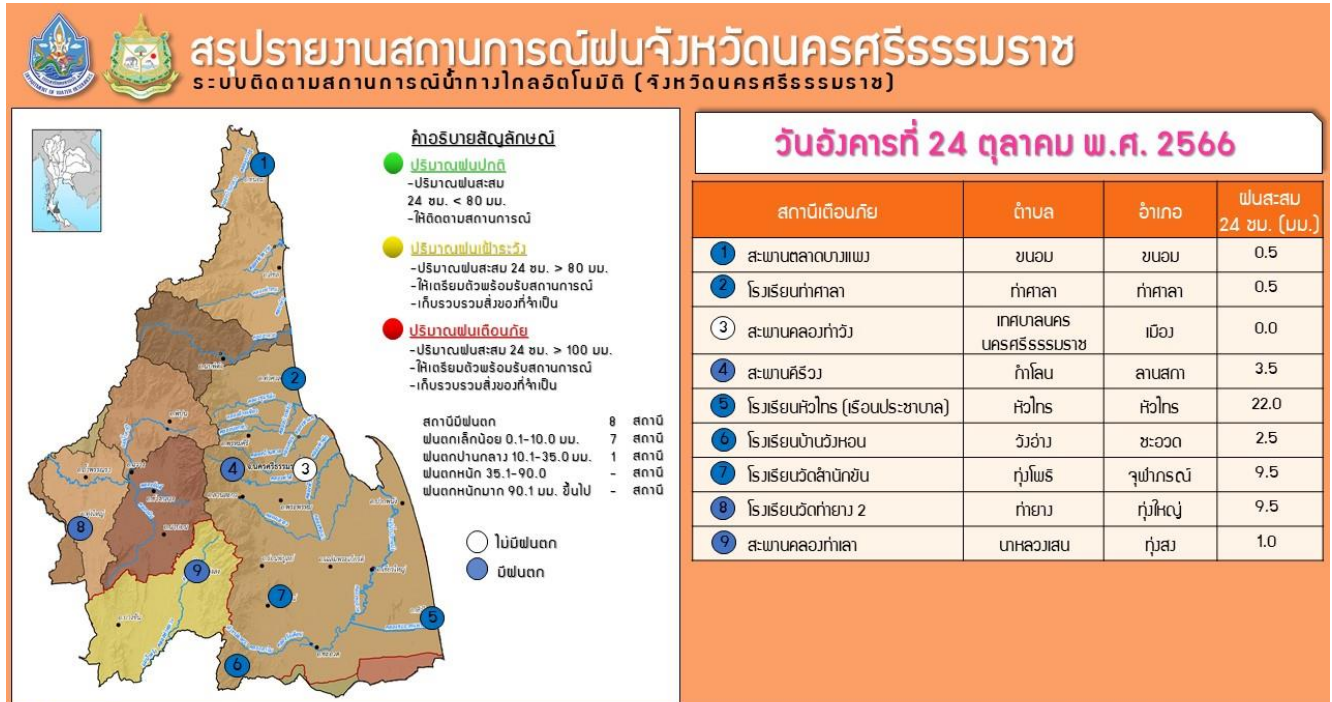 สรุปรายงานสถานการณ์ฝนจังหวัดนครศรีธรรมราช
ระบบติดตามสถานการณ์น้ำทางไกลอัตโนมัติ (จังหวัดนครศรีธรรมราช)
คำอธิบายสัญลักษณ์
ปริมาณฝนปกติ
-ปริมาณฝนสะสม
24 ชม. < 80 มม.
-ให้ติดตามสถานการณ์
ปริมาณฝนเฝ้าระวัง
-ปริมาณฝนสะสม 24 ชม. > 80 มม.
-ให้เตรียมตัวพร้อมรับสถานการณ์
-เก็บรวบรวมสิ่งของที่จำเป็น
ปริมาณฝนเตือนภัย
-ปริมาณฝนสะสม 24 ชม. > 100 มม.
-ให้เตรียมตัวพร้อมรับสถานการณ์
-เก็บรวบรวมสิ่งของที่จำเป็น
สถานีมีฝนตก 8 สถานี
ฝนตกเล็กน้อย 0.1-10.0 มม. 7 สถานี
ฝนตกปานกลาง 10.1-35.0 มม. 1 สถานี
ฝนตกหนัก 35.1-90.0 - สถานี
ฝนตกหนักมาก 90.1 มม. ขึ้นไป - สถานี
ไม่มีฝนตก
มีฝนตก
1
2
4
3
8
9
7
5
6
วันอังคารที่ 24 ตุลาคม พ.ศ. 2566
สถานีเตือนภัย ตำบล อำเภอ ฝนสะสม 24 ชม. (มม.)
1 สะพานตลาดบางแพง ขนอม ขนอม 0.5
2 โรงเรียนท่าศาลา ท่าศาลา ท่าศาลา 0.5
3 สะพานคลองท่าวัง เทศบาลนครนครศรีธรรมราช เมือง 0.0
4 สะพานคีรีวง กำโลน ลานสกา 3.5
5 โรงเรียนหัวไทร (เรือนประชาบาล) หัวไทร หัวไทร 22.0
6 โรงเรียนบ้านวังหอน วังอ่าง ชะอวด 2.5
7 โรงเรียนวัดสำนักขัน ทุ่งโพธิ จุฬาภรณ์ 9.5
8 โรงเรียนวัดท่ายาง 2 ท่ายาง ทุ่งใหญ่ 9.5
9 สะพานคลองท่าเลา นาหลวงเสน ทุ่งสง 1.0